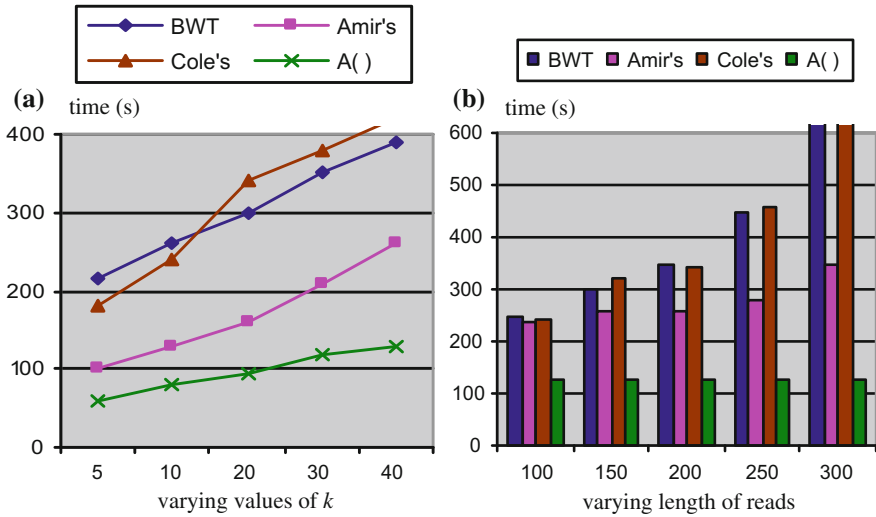 BWT Amir's
Cole's A( )
(a) time (s)
400
300
200
100
0
5 10 20 30 40
varying values of k
BWT Amir's Cole's A( )
(b) time (s)
600
500
400
300
200
100
0
100 150 200 250 300
varying length of reads